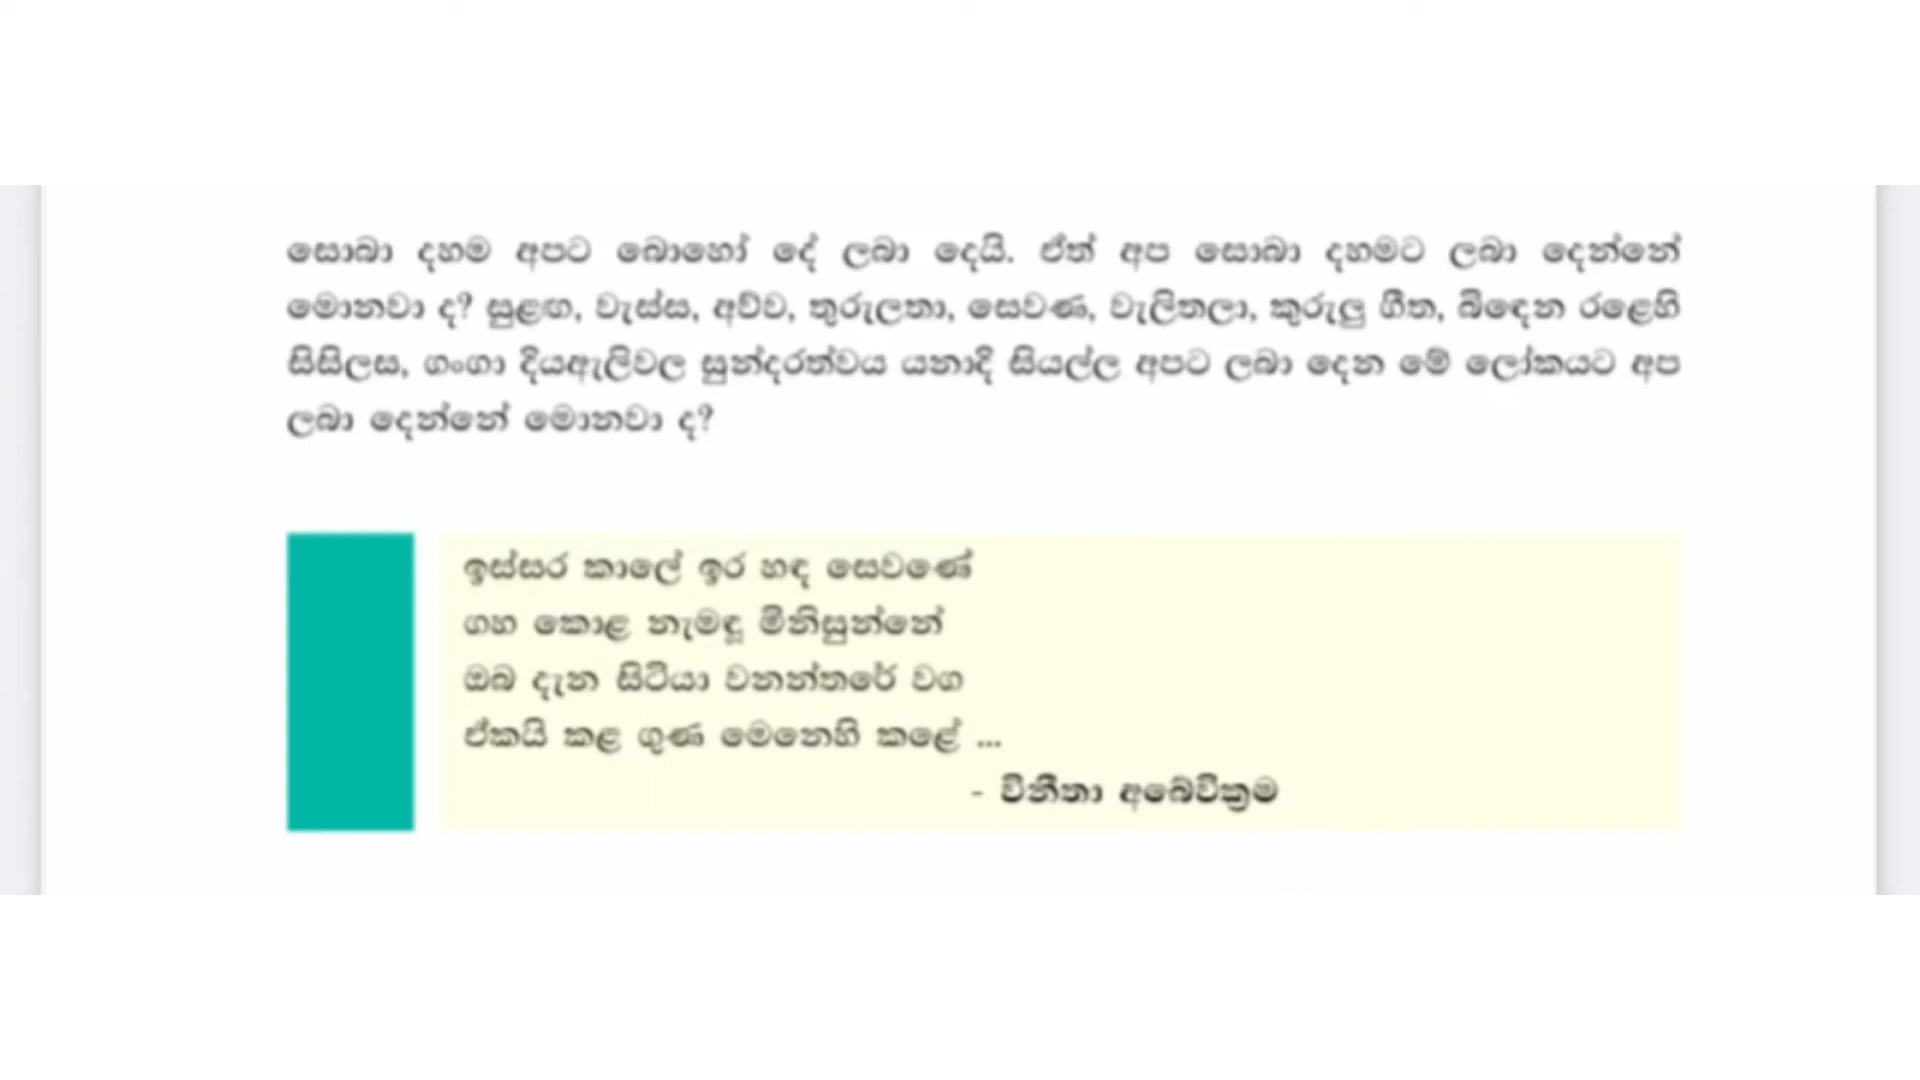 සොබා දහම අපට බොහෝ දේ ලබා දෙයි. ඒත් අප සොබා දහමට ලබා දෙන්නේ
මොනවා ද? සුළඟ, වැස්ස, අව්ව, තුරුලතා, සෙවණ, වැලිතලා, කුරුලු ගීත, බිඳෙන රළෙහි
සිසිලස, ගංගා දියඇලිවල සුන්දරත්වය යනාදි සියල්ල අපට ලබා දෙන මේ ලෝකයට අප
ලබා දෙන්නේ මොනවා ද?
ඉස්සර කාලේ ඉර හඳ සෙවණේ
ගහ කොළ නැමඳූ මිනිසුන්නේ
ඔබ දැන සිටියා වනන්තරේ වග
ඒකයි කළ ගුණ මෙනෙහි කළේ ...
- විනීතා අබේවික්‍රම